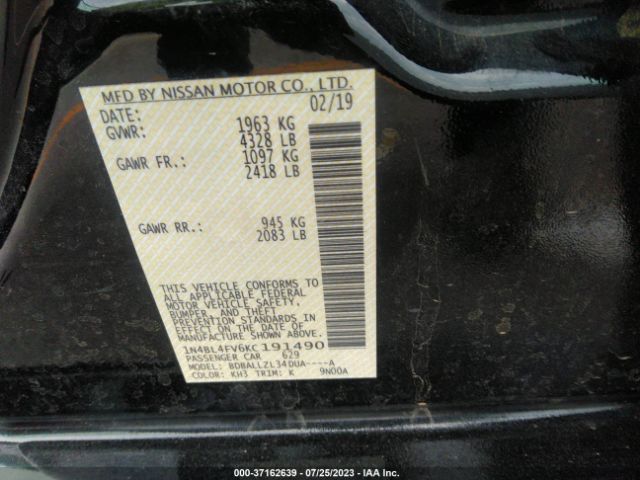 MFD BY NISSAN MOTOR CO., LTD.
DATE: 02/19
GVWR: 1963 KG
4328 LB
GAWR FR.: 1097 KG
2418 LB
GAWR RR.: 945 KG
2083 LB
THIS VEHICLE CONFORMS TO
ALL APPLICABLE FEDERAL
MOTOR VEHICLE SAFETY,
BUMPER, AND THEFT
PREVENTION STANDARDS IN
EFFECT ON THE DATE OF
MANUFACTURE SHOWN ABOVE.
1N4BL4FV6KC191490
PASSENGER CAR 629
MODEL: BDBALLZL34DUA----A
COLOR: KH3 TRIM: K 9N00A
000-37162639 - 07/25/2023 - IAA Inc.